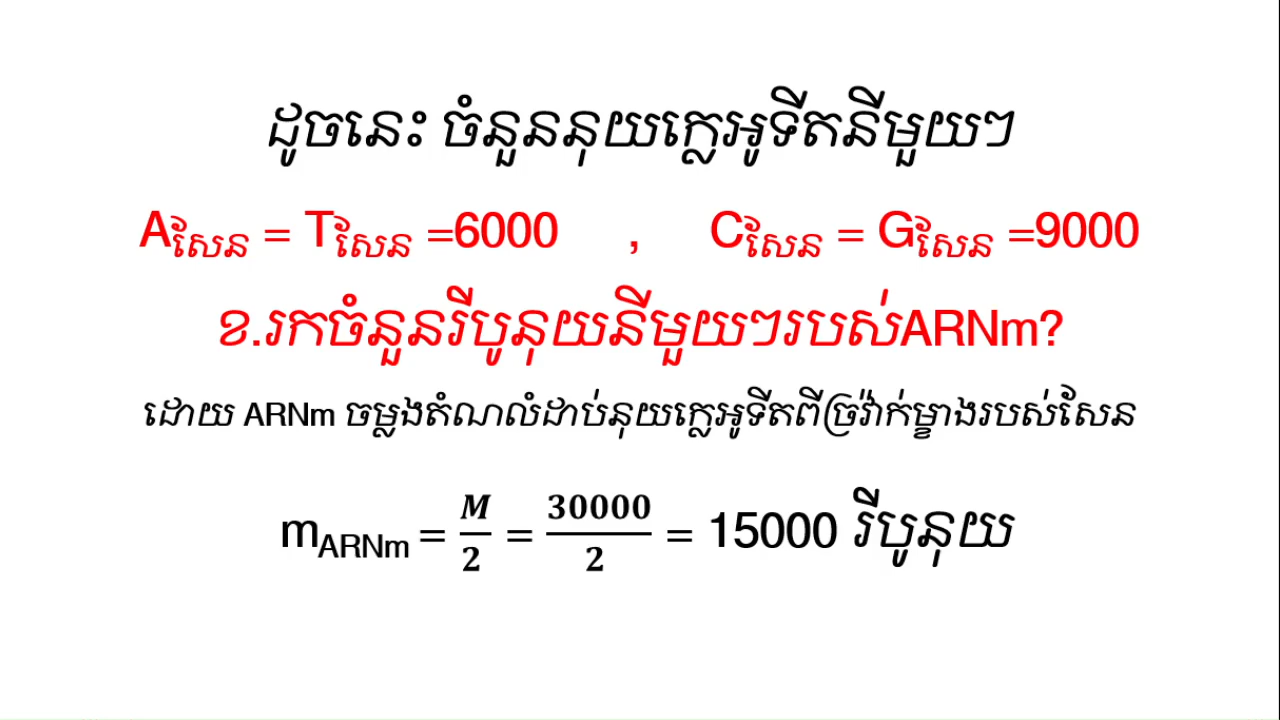 ដូចនេះ ចំនួននុយក្លេអូទីតនីមួយៗ
Aសែន = Tសែន =6000 , Cសែន = Gសែន =9000
ខ.រកចំនួនរីបូនុយនីមួយៗរបស់ARNm?
ដោយ ARNm ចម្លងតំណលំដាប់នុយក្លេអូទីតពីច្រវ៉ាក់ម្ខាងរបស់សែន
mARNm = M/2 = 30000/2 = 15000 រីបូនុយ